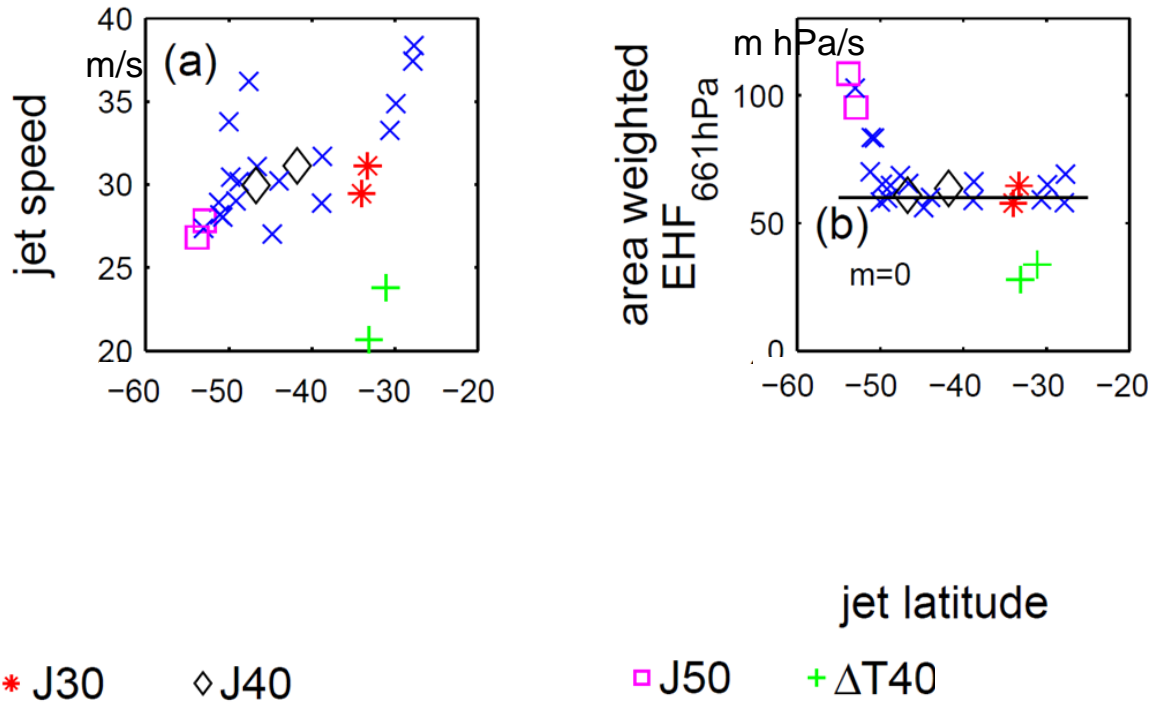 40
35
30
25
20
m/s
(a)
jet speed
−60 −50 −40 −30 −20
m hPa/s
100
50
0
(b)
m=0
area weighted
EHF661hPa
−60 −50 −40 −30 −20
jet latitude
J30
J40
J50
ΔT40